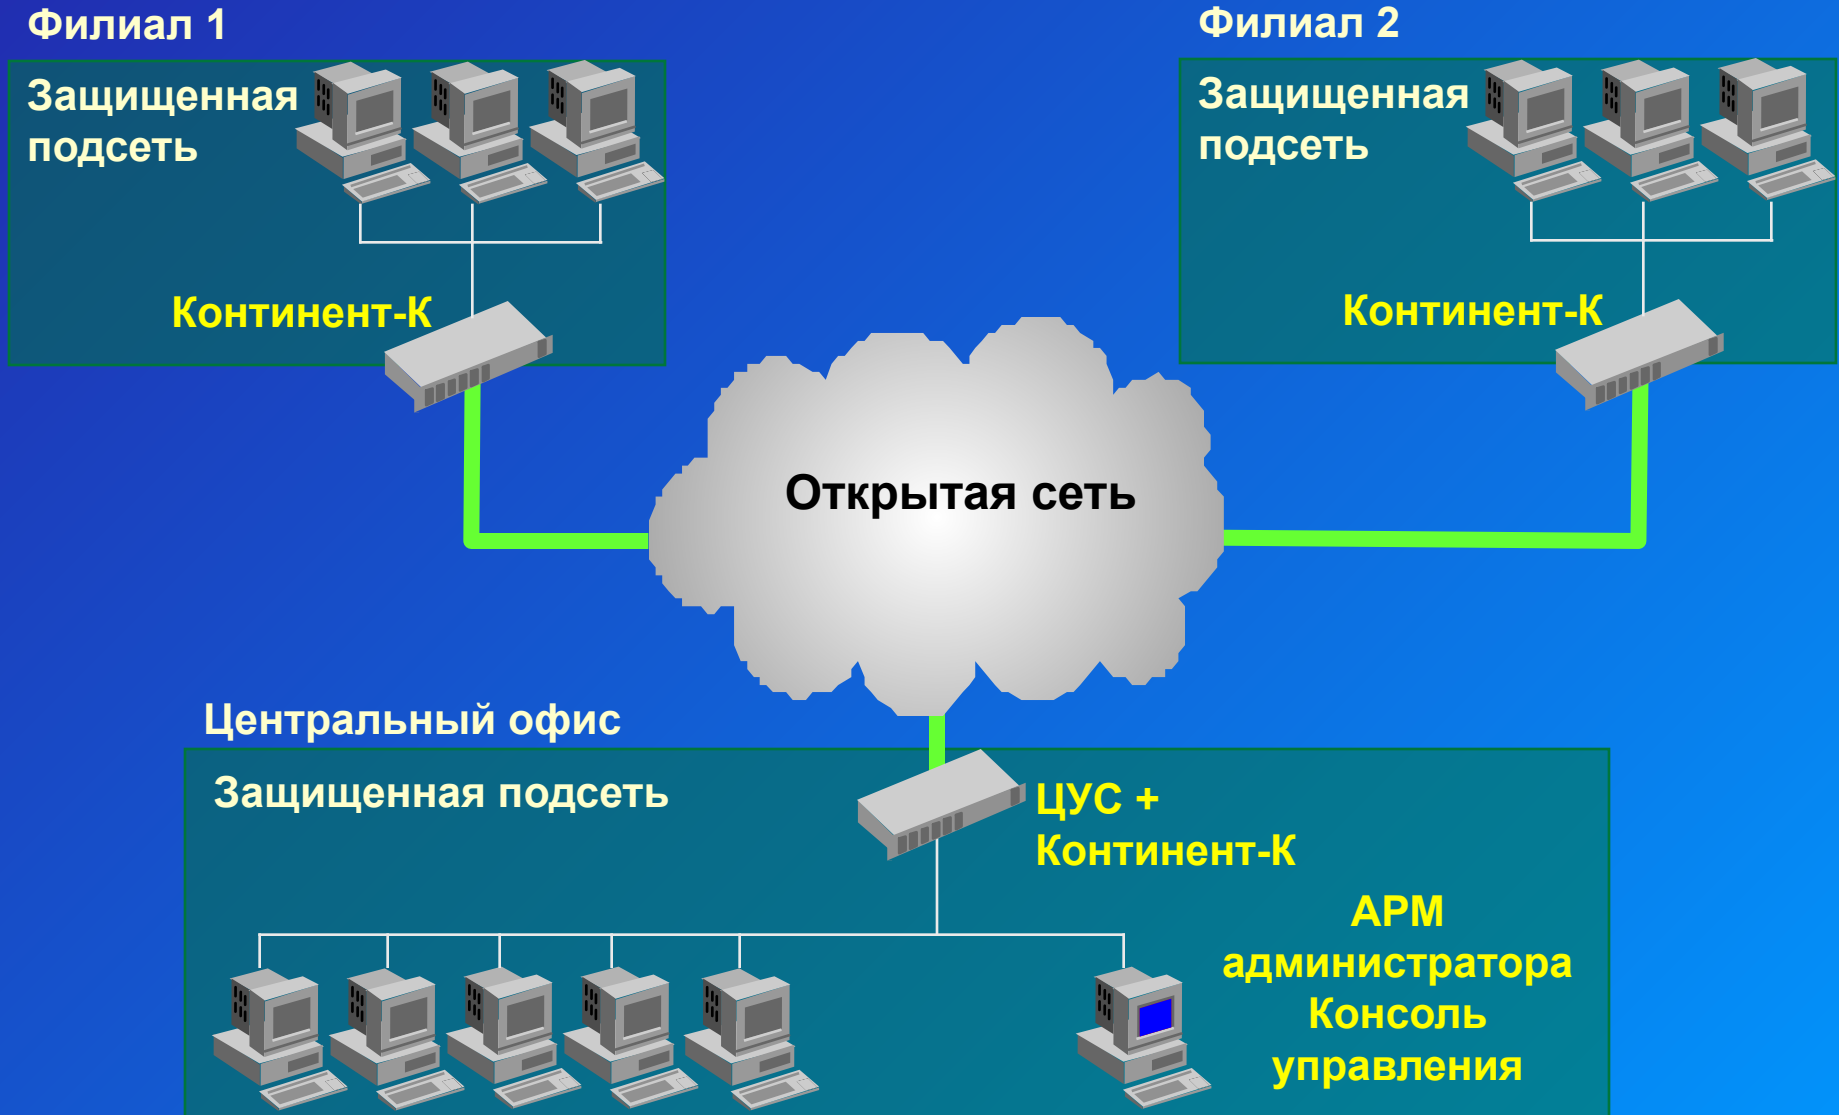 Филиал 1
Защищенная
подсеть
Континент-К
Филиал 2
Защищенная
подсеть
Континент-К
Открытая сеть
Центральный офис
Защищенная подсеть
ЦУС +
Континент-К
АРМ
администратора
Консоль
управления